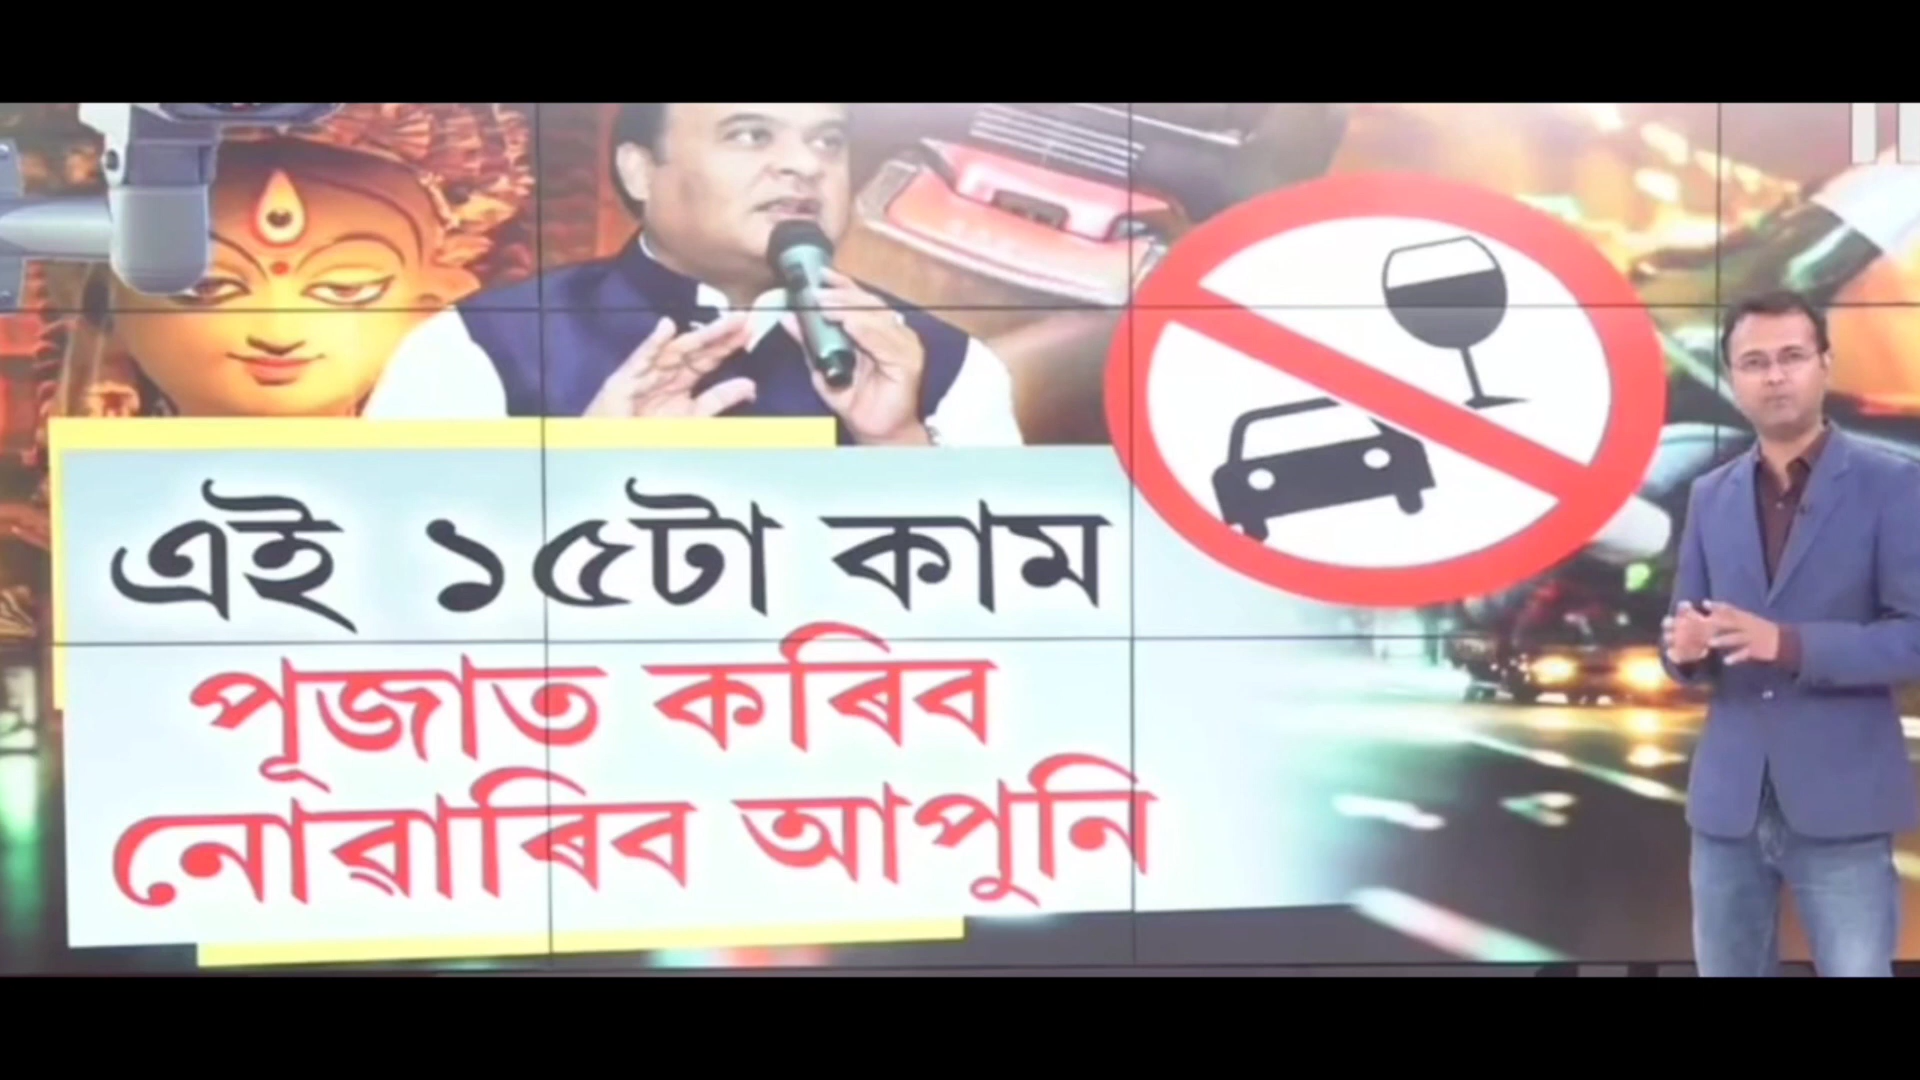 এই ১৫টা কাম
পূজাত কৰিব
নোৱাৰিব আপুনি